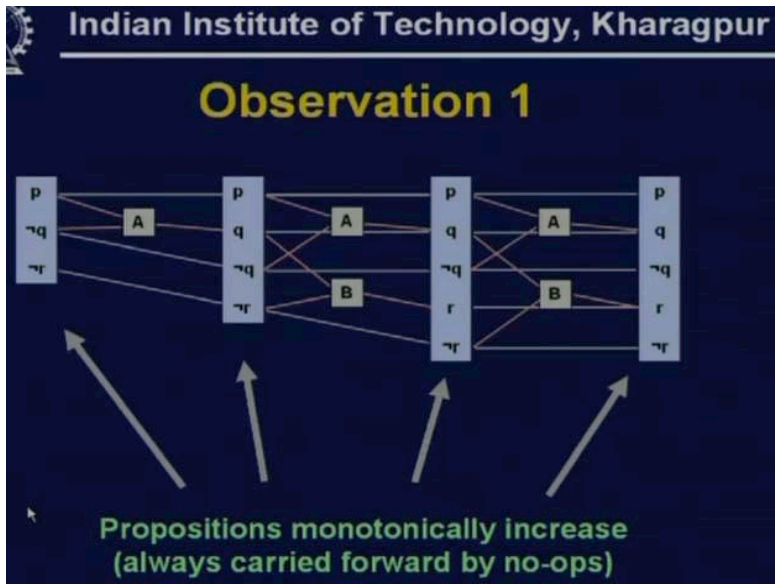 Indian Institute of Technology, Kharagpur
Observation 1
p p p p
A A A
¬q q q q
¬r ¬q ¬q ¬q
B B
¬r r r
¬r ¬r
Propositions monotonically increase
(always carried forward by no-ops)